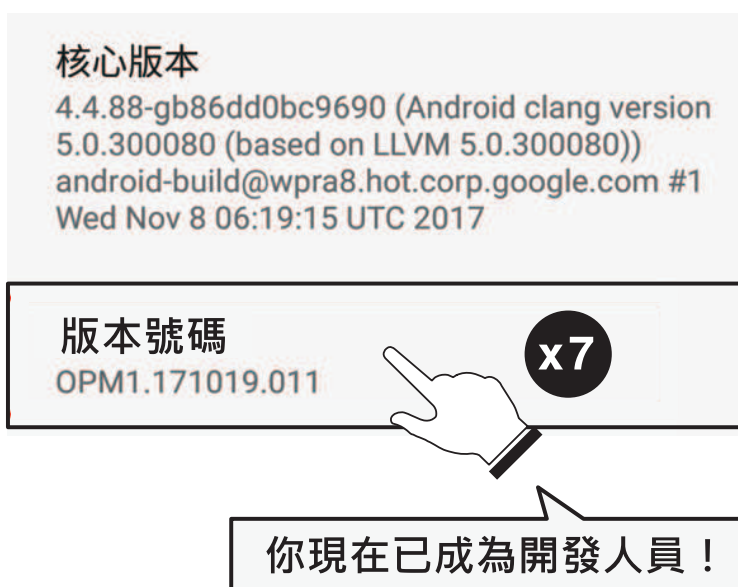 核心版本
4.4.88-gb86dd0bc9690 (Android clang version
5.0.300080 (based on LLVM 5.0.300080))
android-build@wpra8.hot.corp.google.com #1
Wed Nov 8 06:19:15 UTC 2017
版本號碼
x7
OPM1.171019.011
你現在已成為開發人員！